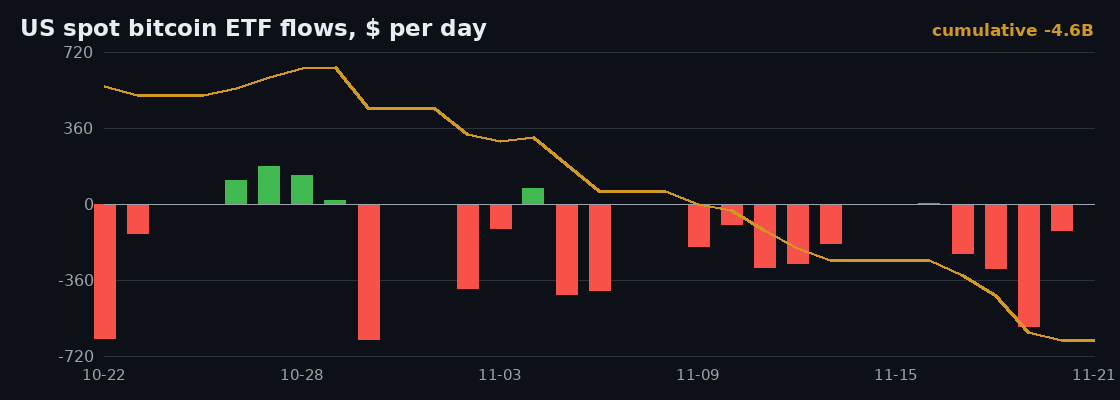 US spot bitcoin ETF flows, $ per day
cumulative -4.6B
720
360
0
-360
-720
10-22 10-28 11-03 11-09 11-15 11-21